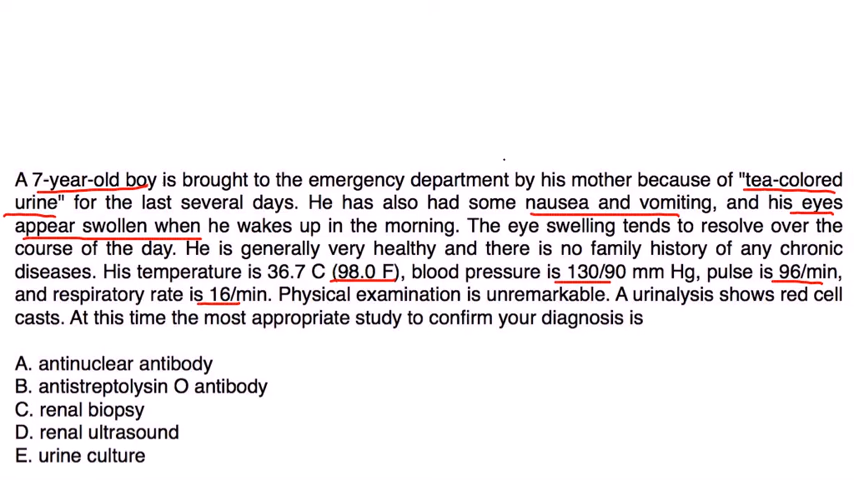 A 7-year-old boy is brought to the emergency department by his mother because of "tea-colored
urine" for the last several days. He has also had some nausea and vomiting, and his eyes
appear swollen when he wakes up in the morning. The eye swelling tends to resolve over the
course of the day. He is generally very healthy and there is no family history of any chronic
diseases. His temperature is 36.7 C (98.0 F), blood pressure is 130/90 mm Hg, pulse is 96/min,
and respiratory rate is 16/min. Physical examination is unremarkable. A urinalysis shows red cell
casts. At this time the most appropriate study to confirm your diagnosis is
A. antinuclear antibody
B. antistreptolysin O antibody
C. renal biopsy
D. renal ultrasound
E. urine culture